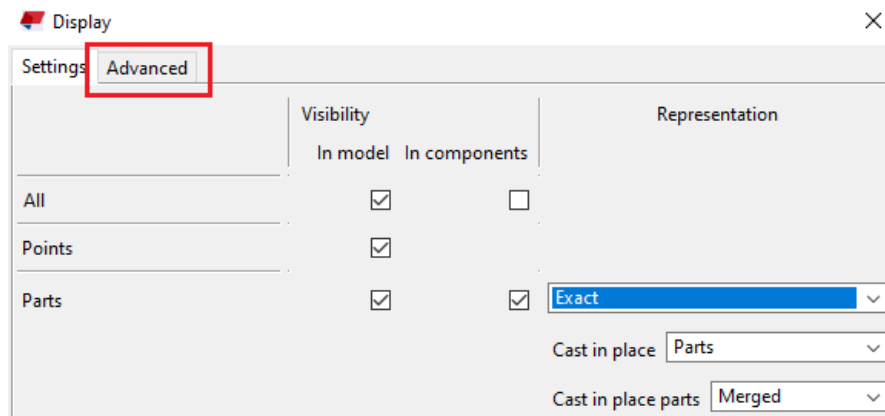 Display
Settings Advanced
Visibility Representation
In model In components
All
Points
Parts Exact
Cast in place Parts
Cast in place parts Merged